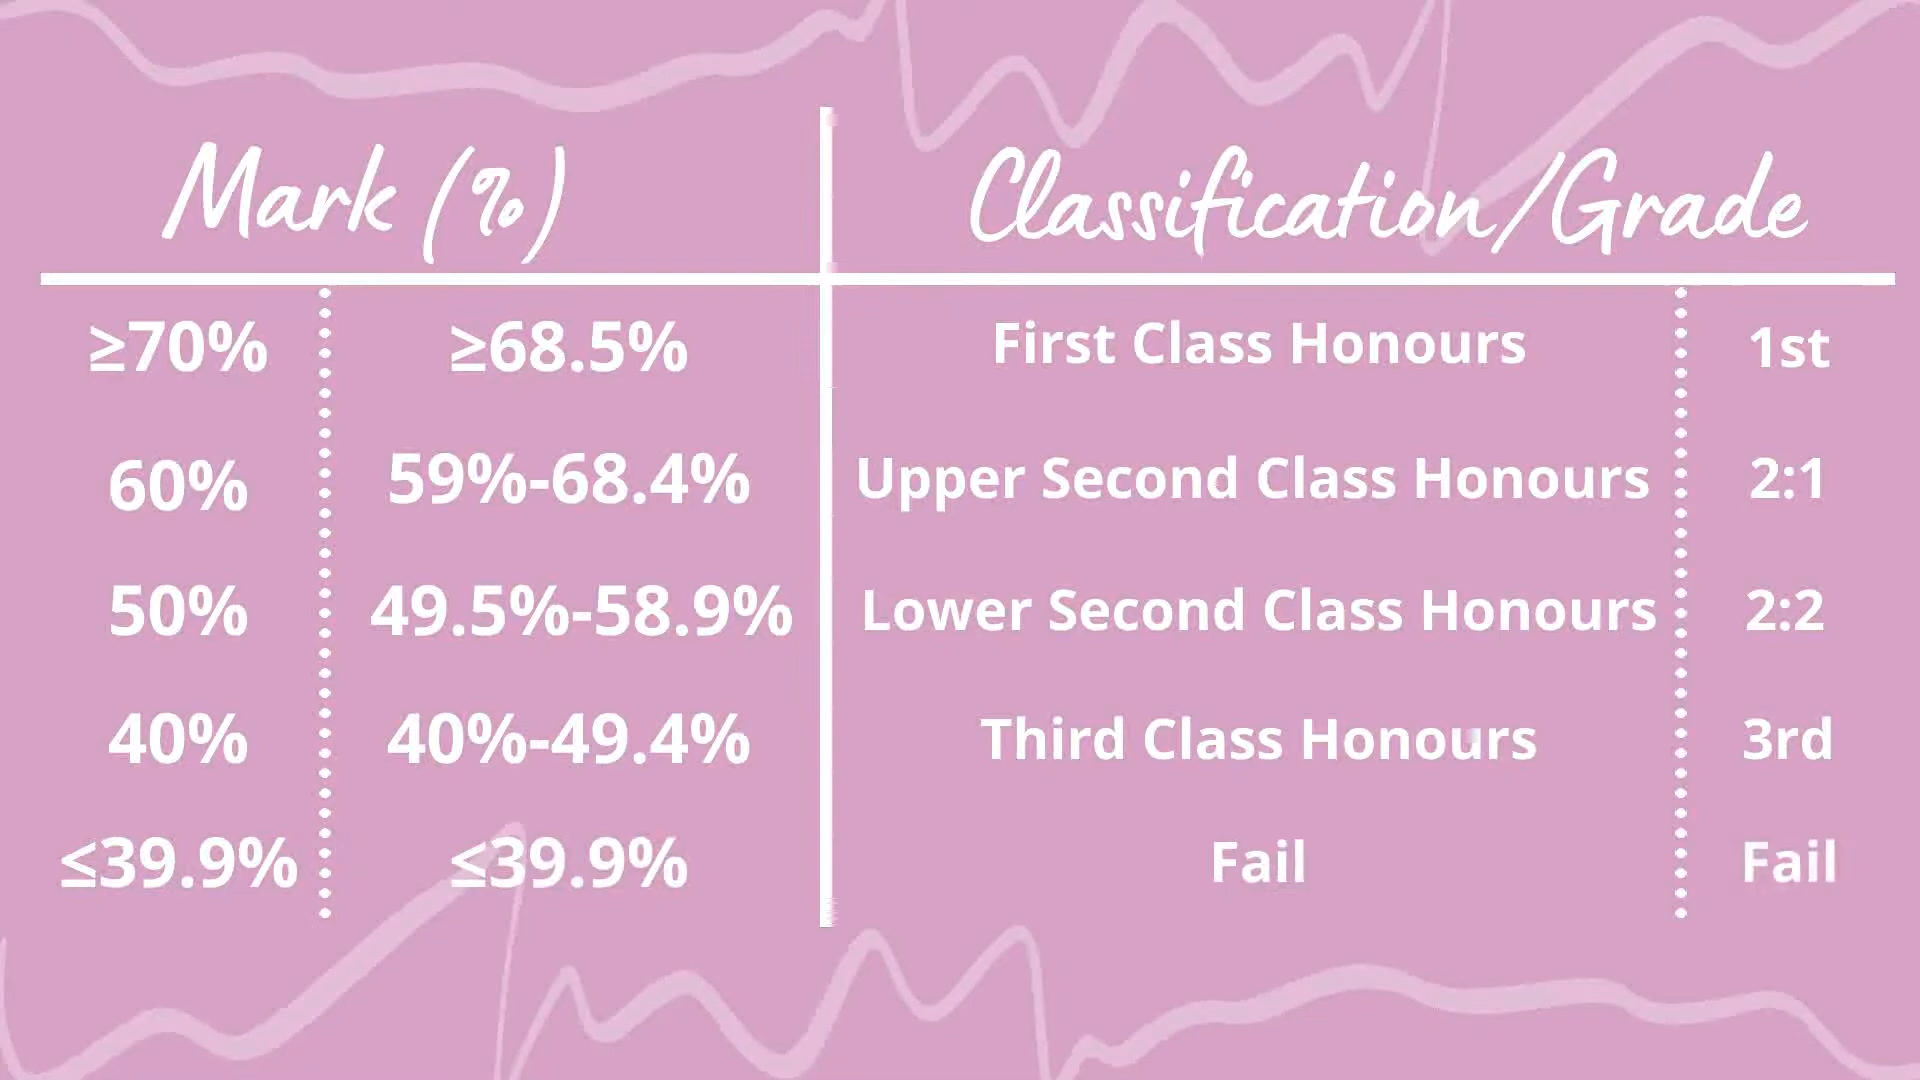 Mark (%) Classification/Grade
≥70% ≥68.5% First Class Honours 1st
60% 59%-68.4% Upper Second Class Honours 2:1
50% 49.5%-58.9% Lower Second Class Honours 2:2
40% 40%-49.4% Third Class Honours 3rd
≤39.9% ≤39.9% Fail Fail